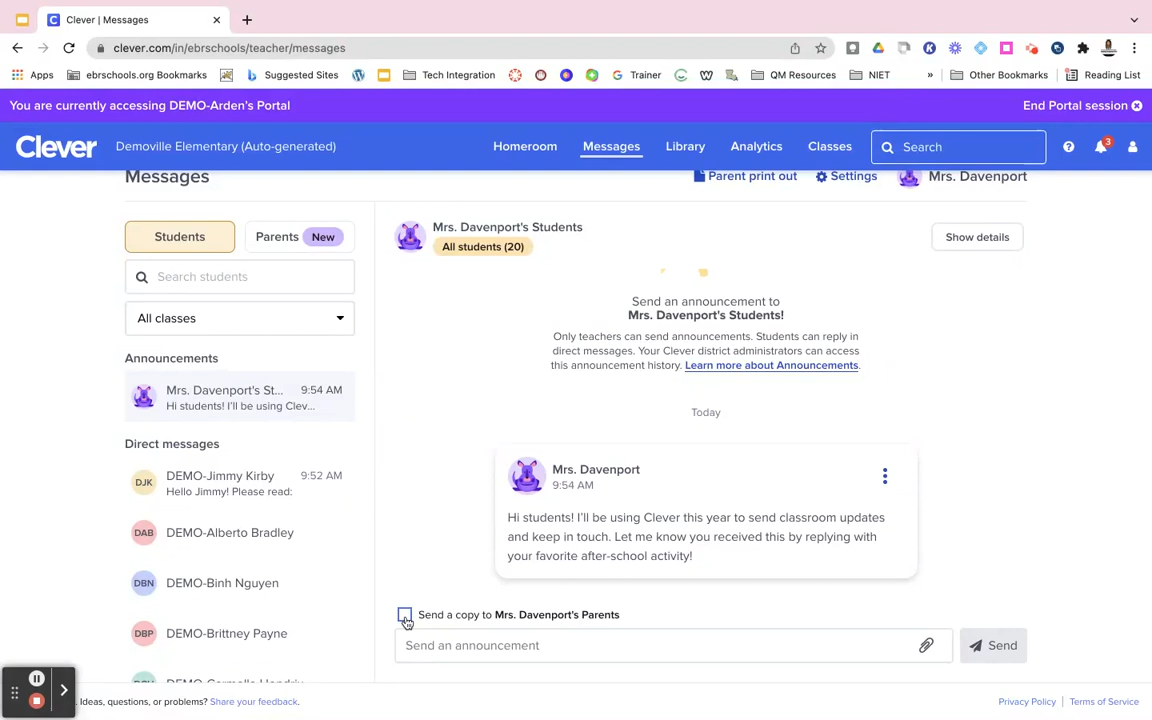 Clever | Messages
clever.com/in/ebrschools/teacher/messages
Apps
ebrschools.org Bookmarks
Suggested Sites
Tech Integration
Trainer
QM Resources
NIET
»
Other Bookmarks
Reading List
You are currently accessing DEMO-Arden's Portal
End Portal session
Clever
Demoville Elementary (Auto-generated)
Homeroom
Messages
Library
Analytics
Classes
Search
3
Messages
Parent print out
Settings
Mrs. Davenport
Students
Parents New
Search students
All classes
Announcements
Mrs. Davenport's St... 9:54 AM
Hi students! I'll be using Clev...
Direct messages
DJK
DEMO-Jimmy Kirby 9:52 AM
Hello Jimmy! Please read:
DAB
DEMO-Alberto Bradley
DBN
DEMO-Binh Nguyen
DBP
DEMO-Brittney Payne
Mrs. Davenport's Students
All students (20)
Show details
Send an announcement to
Mrs. Davenport's Students!
Only teachers can send announcements. Students can reply in
direct messages. Your Clever district administrators can access
this announcement history. Learn more about Announcements.
Today
Mrs. Davenport
9:54 AM
Hi students! I'll be using Clever this year to send classroom updates
and keep in touch. Let me know you received this by replying with
your favorite after-school activity!
Send a copy to Mrs. Davenport's Parents
Send an announcement
Send
Ideas, questions, or problems? Share your feedback.
Privacy Policy | Terms of Service